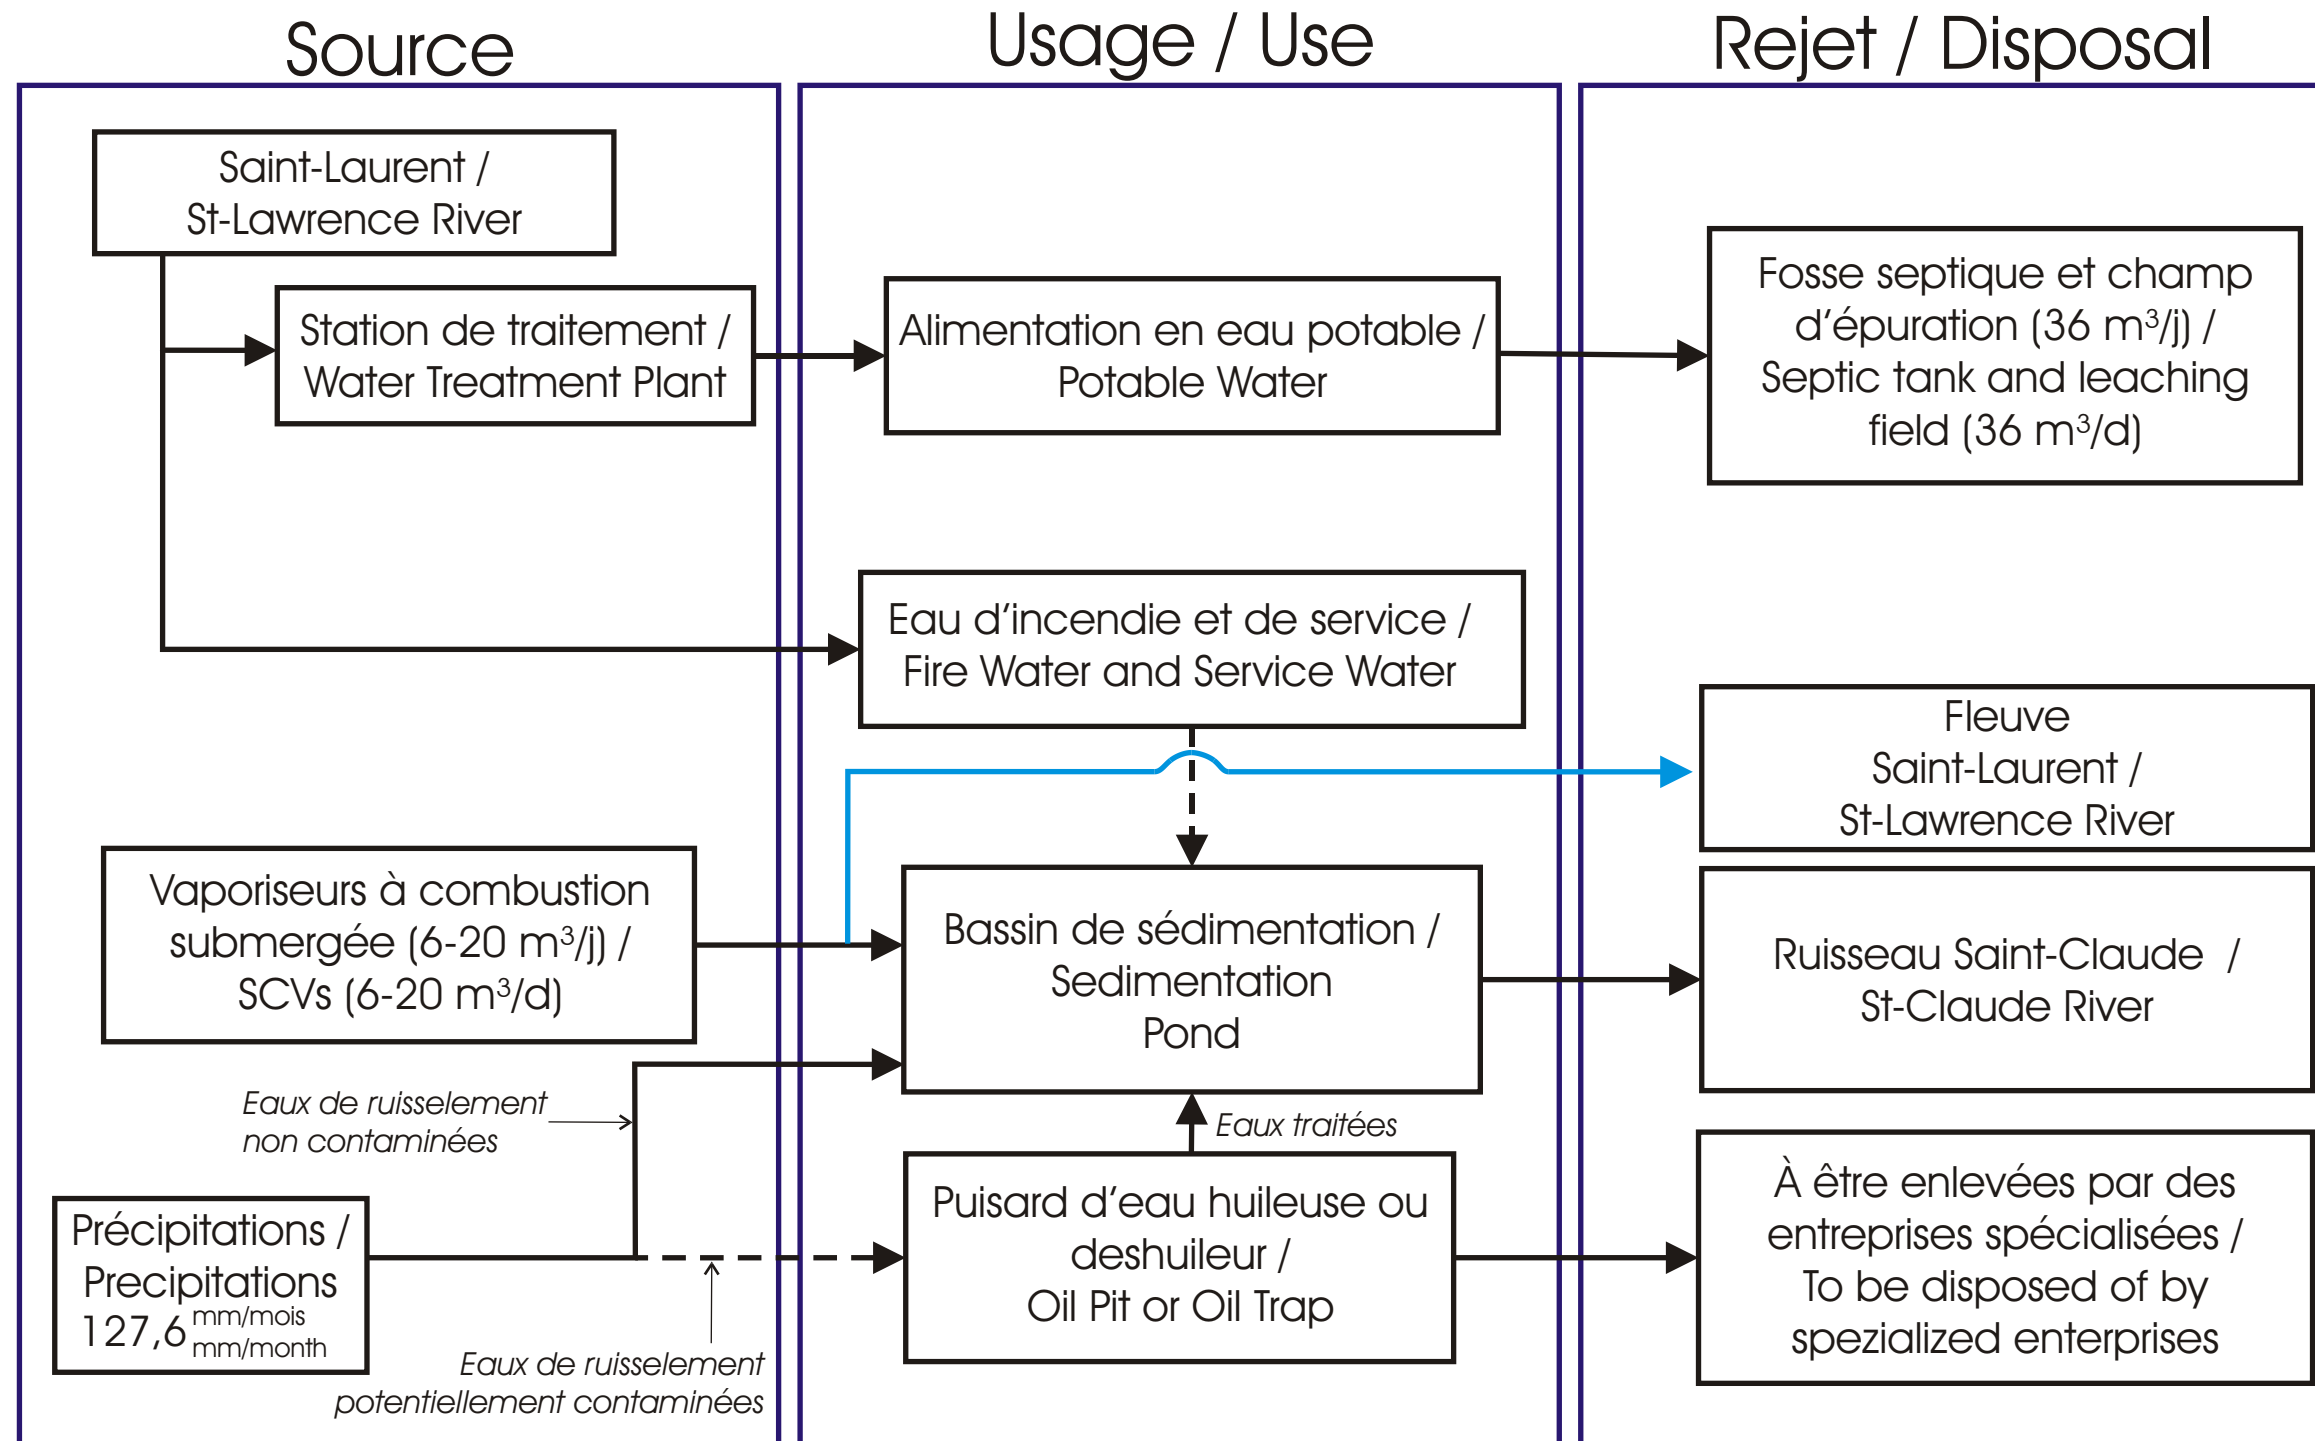 Source
Usage / Use
Rejet / Disposal
Saint-Laurent /
St-Lawrence River
Station de traitement /
Water Treatment Plant
Alimentation en eau potable /
Potable Water
Fosse septique et champ
d'épuration (36 m³/j) /
Septic tank and leaching
field (36 m³/d)
Eau d'incendie et de service /
Fire Water and Service Water
Fleuve
Saint-Laurent /
St-Lawrence River
Vaporiseurs à combustion
submergée (6-20 m³/j) /
SCVs (6-20 m³/d)
Bassin de sédimentation /
Sedimentation
Pond
Ruisseau Saint-Claude /
St-Claude River
Eaux de ruisselement
non contaminées
Eaux traitées
Précipitations /
Precipitations
127,6 mm/mois
mm/month
Puisard d'eau huileuse ou
deshuileur /
Oil Pit or Oil Trap
À être enlevées par des
entreprises spécialisées /
To be disposed of by
spezialized enterprises
Eaux de ruisselement
potentiellement contaminées